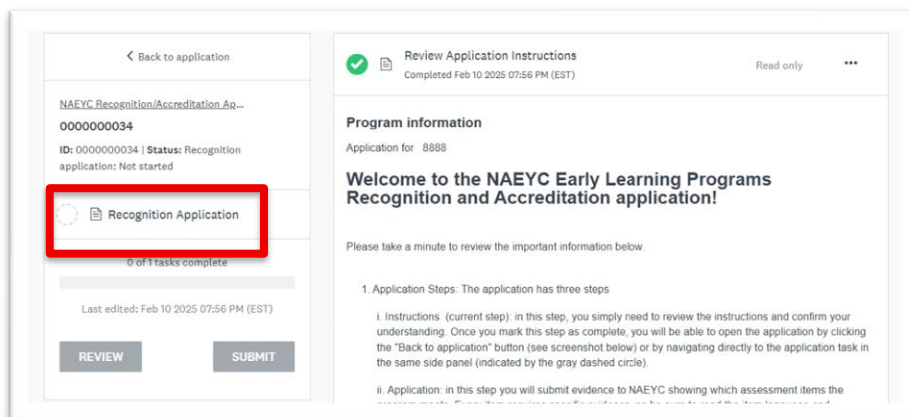 Back to application
NAEYC Recognition/Accreditation Ap...
0000000034
ID: 0000000034 | Status: Recognition
application: Not started
Recognition Application
0 of 1 tasks complete
Last edited: Feb 10 2025 07:56 PM (EST)
REVIEW SUBMIT
Review Application Instructions
Completed Feb 10 2025 07:56 PM (EST)
Read only
Program information
Application for 8888
Welcome to the NAEYC Early Learning Programs
Recognition and Accreditation application!
Please take a minute to review the important information below.
1. Application Steps: The application has three steps
i. Instructions (current step): in this step, you simply need to review the instructions and confirm your
understanding. Once you mark this step as complete, you will be able to open the application by clicking
the "Back to application" button (see screenshot below) or by navigating directly to the application task in
the same side panel (indicated by the gray dashed circle).
ii. Application: in this step you will submit evidence to NAEYC showing which assessment items the